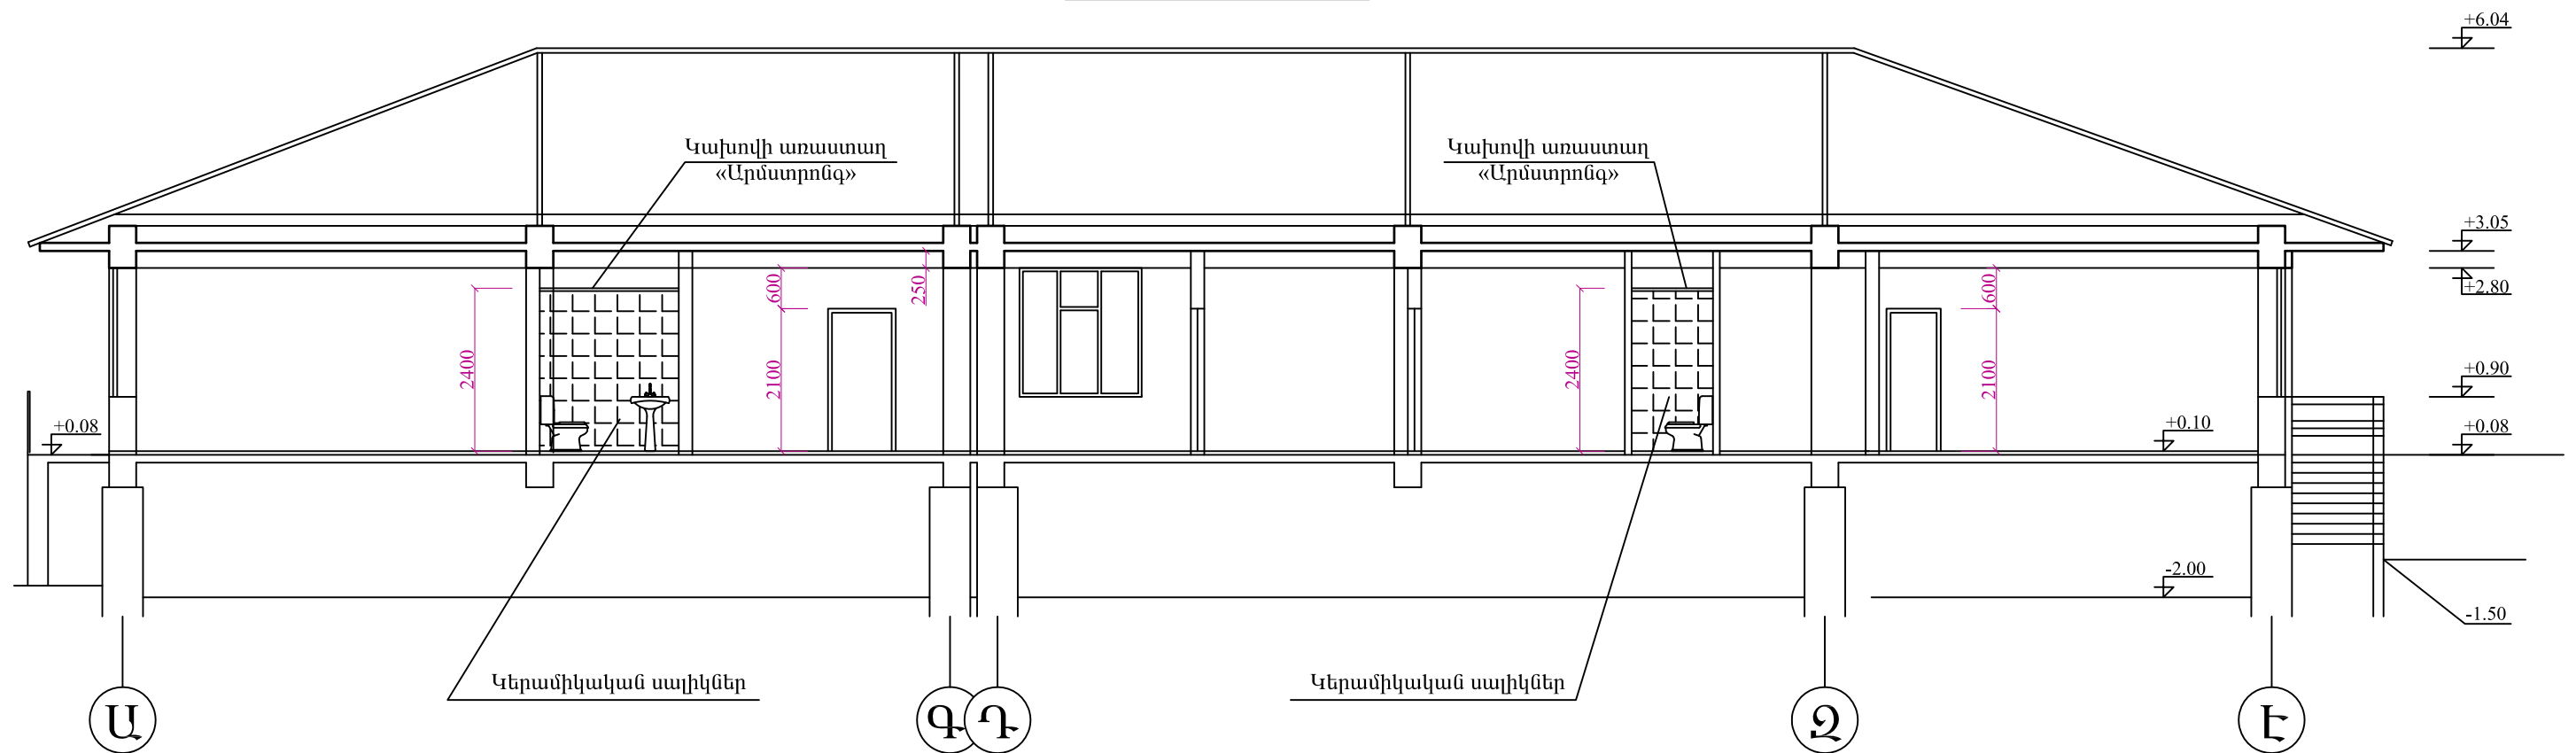 +6.04
Կախովի առաստաղ
«Արմստրոնգ»
Կախովի առաստաղ
«Արմստրոնգ»
+3.05
600
250
600
+2.80
2400
2100
2400
2100
+0.90
+0.08
+0.10
+0.08
-2.00
-1.50
Կերամիկական սալիկներ
Կերամիկական սալիկներ
Ա
Գ
Դ
Զ
Է